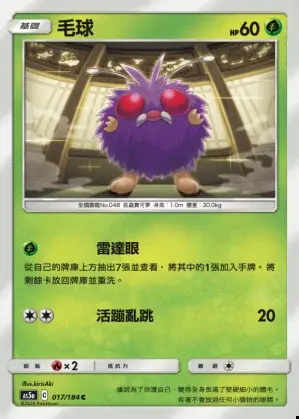 基礎 毛球 HP60
全國圖鑑No.048 昆蟲寶可夢 身高：1.0m 體重：30.0kg
雷達眼
從自己的牌庫上方抽出7張並查看，將其中的1張加入手牌。將
剩餘卡放回牌庫並重洗。
活蹦亂跳 20
弱點 ×2 抵抗力 撤退
Illus.kirisAki
AS5a C 017/184 C
©2020 Pokémon
據說為了保護自己，變得全身長滿了堅硬細小的體毛。
有著不會放過任何小獵物的眼睛